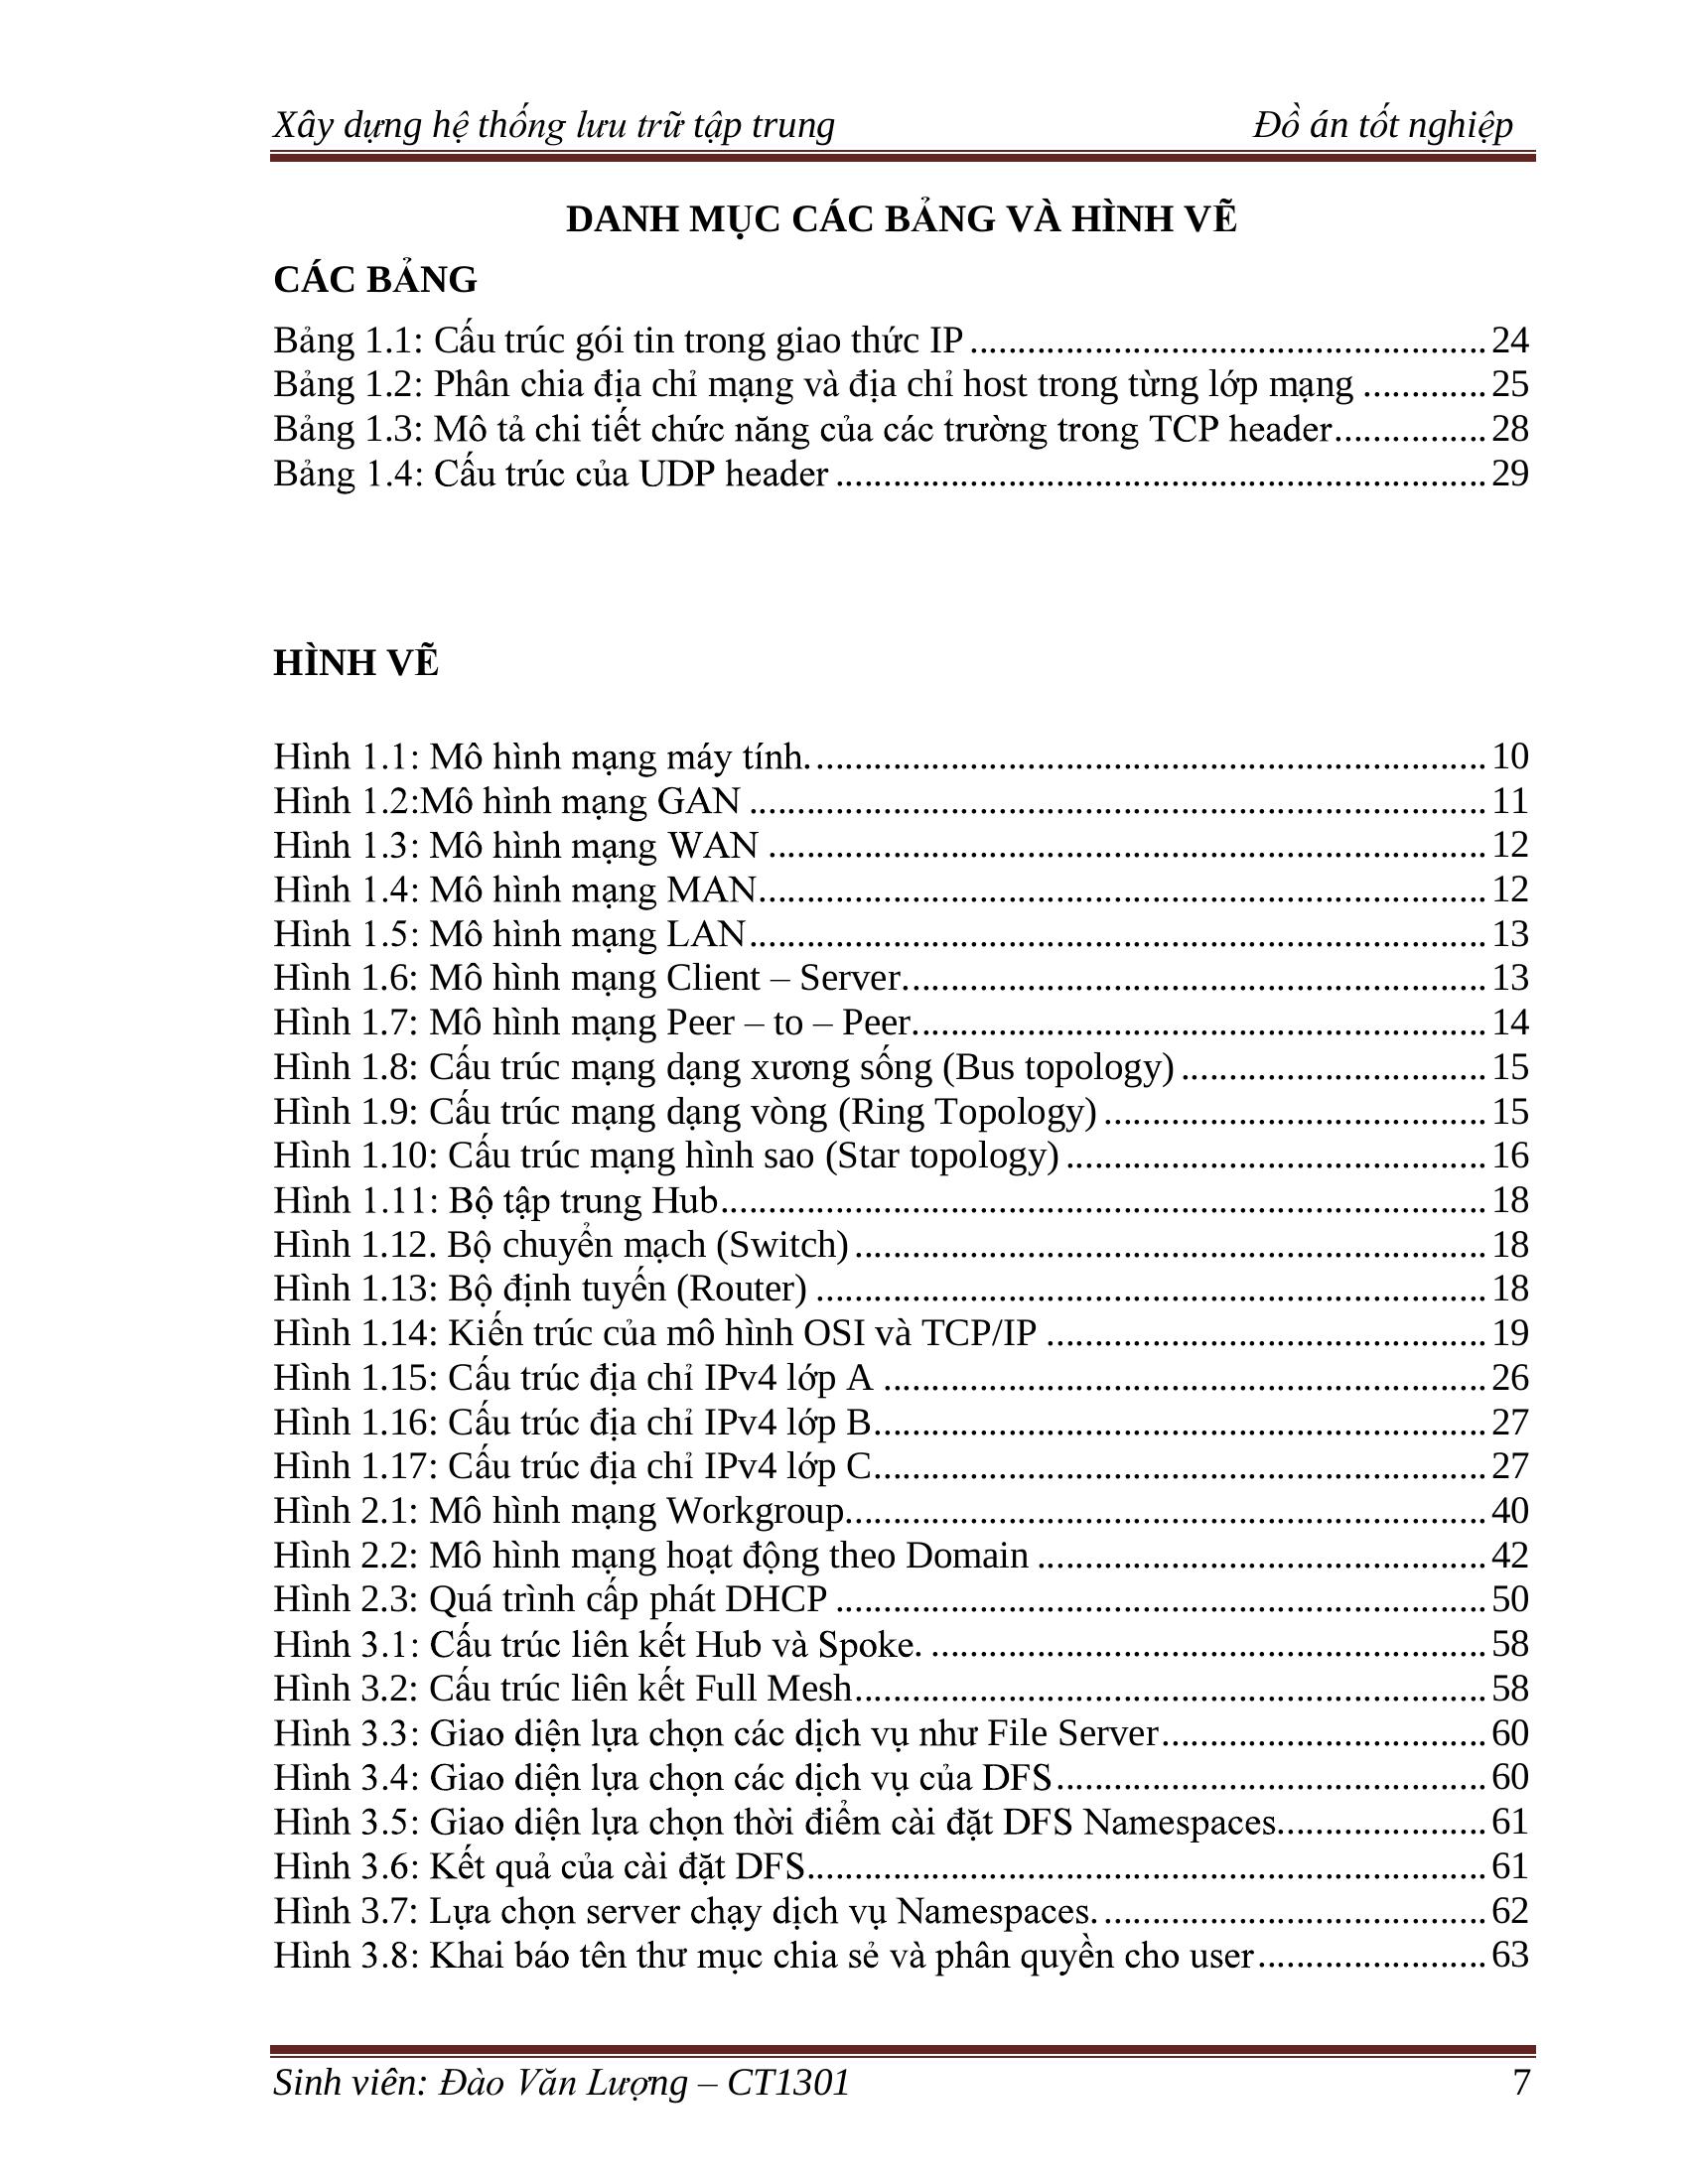 Xây dựng hệ thống lưu trữ tập trung Đồ án tốt nghiệp
DANH MỤC CÁC BẢNG VÀ HÌNH VẼ
CÁC BẢNG
Bảng 1.1: Cấu trúc gói tin trong giao thức IP ...................................................... 24
Bảng 1.2: Phân chia địa chỉ mạng và địa chỉ host trong từng lớp mạng ............. 25
Bảng 1.3: Mô tả chi tiết chức năng của các trường trong TCP header................ 28
Bảng 1.4: Cấu trúc của UDP header .................................................................... 29
HÌNH VẼ
Hình 1.1: Mô hình mạng máy tính. ...................................................................... 10
Hình 1.2:Mô hình mạng GAN ............................................................................. 11
Hình 1.3: Mô hình mạng WAN ........................................................................... 12
Hình 1.4: Mô hình mạng MAN............................................................................ 12
Hình 1.5: Mô hình mạng LAN............................................................................. 13
Hình 1.6: Mô hình mạng Client – Server............................................................. 13
Hình 1.7: Mô hình mạng Peer – to – Peer............................................................ 14
Hình 1.8: Cấu trúc mạng dạng xương sống (Bus topology) ................................ 15
Hình 1.9: Cấu trúc mạng dạng vòng (Ring Topology) ........................................ 15
Hình 1.10: Cấu trúc mạng hình sao (Star topology) ............................................ 16
Hình 1.11: Bộ tập trung Hub................................................................................ 18
Hình 1.12. Bộ chuyển mạch (Switch) .................................................................. 18
Hình 1.13: Bộ định tuyến (Router) ...................................................................... 18
Hình 1.14: Kiến trúc của mô hình OSI và TCP/IP .............................................. 19
Hình 1.15: Cấu trúc địa chỉ IPv4 lớp A ............................................................... 26
Hình 1.16: Cấu trúc địa chỉ IPv4 lớp B................................................................ 27
Hình 1.17: Cấu trúc địa chỉ IPv4 lớp C................................................................ 27
Hình 2.1: Mô hình mạng Workgroup................................................................... 40
Hình 2.2: Mô hình mạng hoạt động theo Domain ............................................... 42
Hình 2.3: Quá trình cấp phát DHCP .................................................................... 50
Hình 3.1: Cấu trúc liên kết Hub và Spoke. .......................................................... 58
Hình 3.2: Cấu trúc liên kết Full Mesh.................................................................. 58
Hình 3.3: Giao diện lựa chọn các dịch vụ như File Server.................................. 60
Hình 3.4: Giao diện lựa chọn các dịch vụ của DFS............................................. 60
Hình 3.5: Giao diện lựa chọn thời điểm cài đặt DFS Namespaces...................... 61
Hình 3.6: Kết quả của cài đặt DFS....................................................................... 61
Hình 3.7: Lựa chọn server chạy dịch vụ Namespaces. ........................................ 62
Hình 3.8: Khai báo tên thư mục chia sẻ và phân quyền cho user ........................ 63
Sinh viên: Đào Văn Lượng – CT1301 7